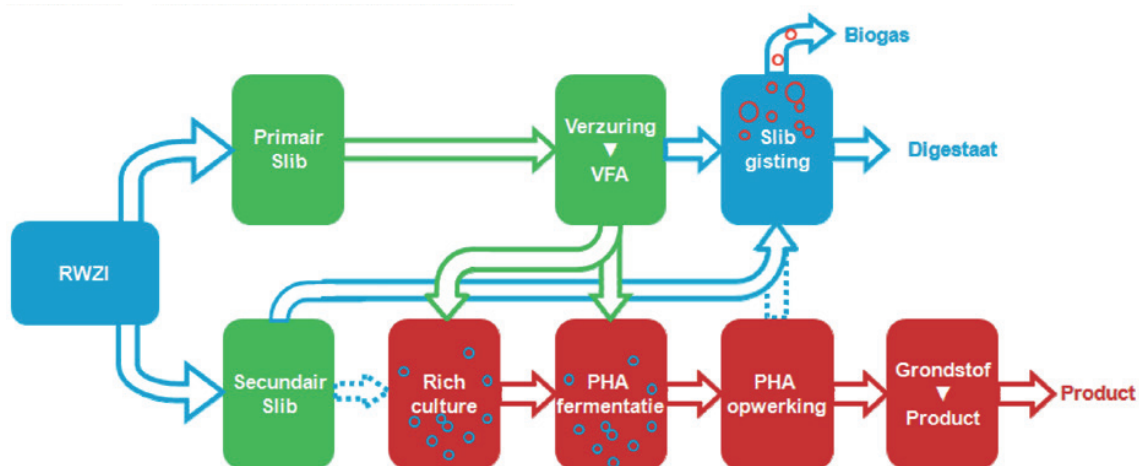 Biogas
Primair
Slib
Verzuring
▼
VFA
Slib
gisting
Digestaat
RWZI
Secundair
Slib
Rich
culture
PHA
fermentatie
PHA
opwerking
Grondstof
▼
Product
Product